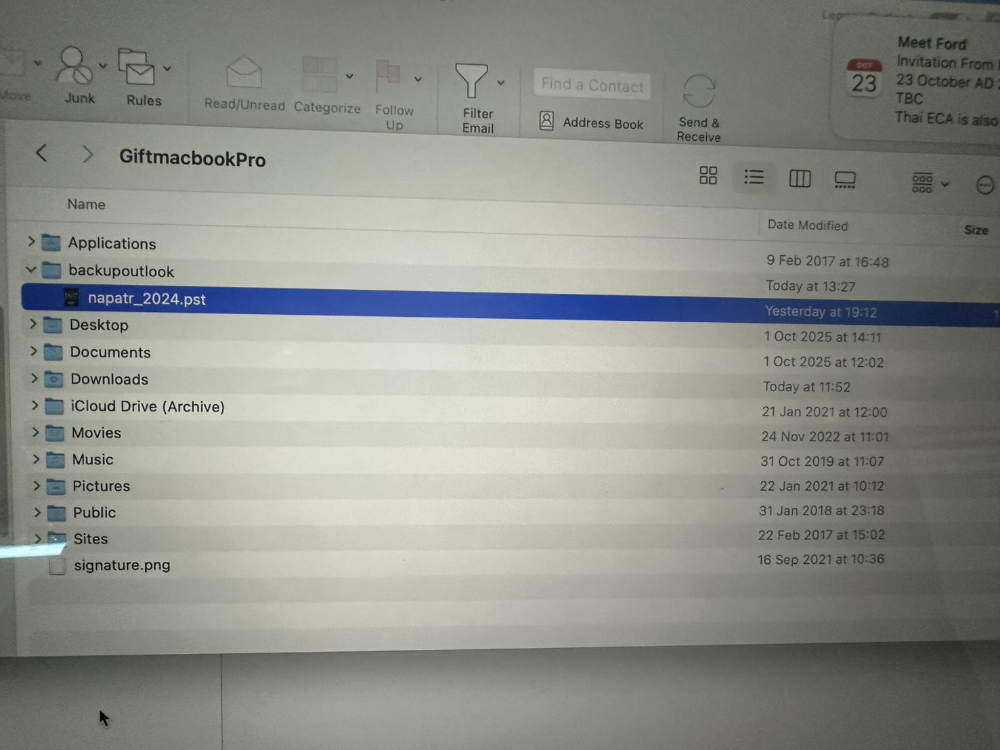 Move
Junk
Rules
Read/Unread
Categorize
Follow
Up
Filter
Email
Find a Contact
Address Book
Send &
Receive
OCT
23
Meet Ford
Invitation From
23 October AD
TBC
Thai ECA is also
GiftmacbookPro
Name
Date Modified
Size
Applications
9 Feb 2017 at 16:48
backupoutlook
Today at 13:27
napatr_2024.pst
Yesterday at 19:12
Desktop
1 Oct 2025 at 14:11
Documents
1 Oct 2025 at 12:02
Downloads
Today at 11:52
iCloud Drive (Archive)
21 Jan 2021 at 12:00
Movies
24 Nov 2022 at 11:01
Music
31 Oct 2019 at 11:07
Pictures
22 Jan 2021 at 10:12
Public
31 Jan 2018 at 23:18
Sites
22 Feb 2017 at 15:02
signature.png
16 Sep 2021 at 10:36